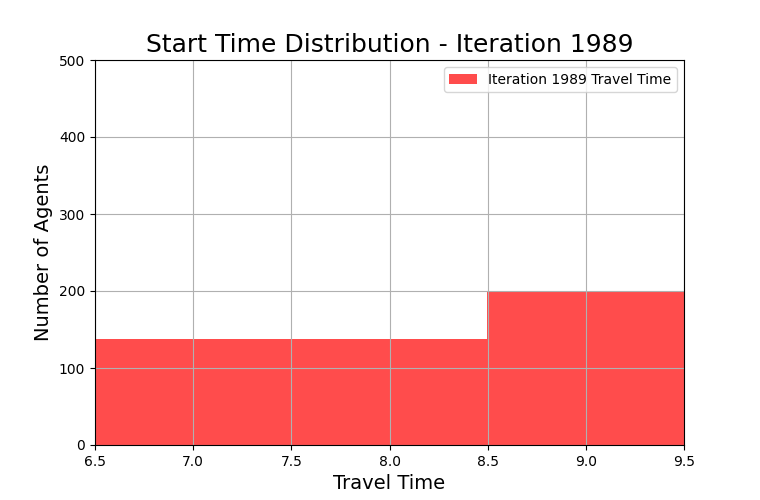 Start Time Distribution - Iteration 1989
500
Iteration 1989 Travel Time
400
300
200
100
0
Number of Agents
6.5 7.0 7.5 8.0 8.5 9.0 9.5
Travel Time